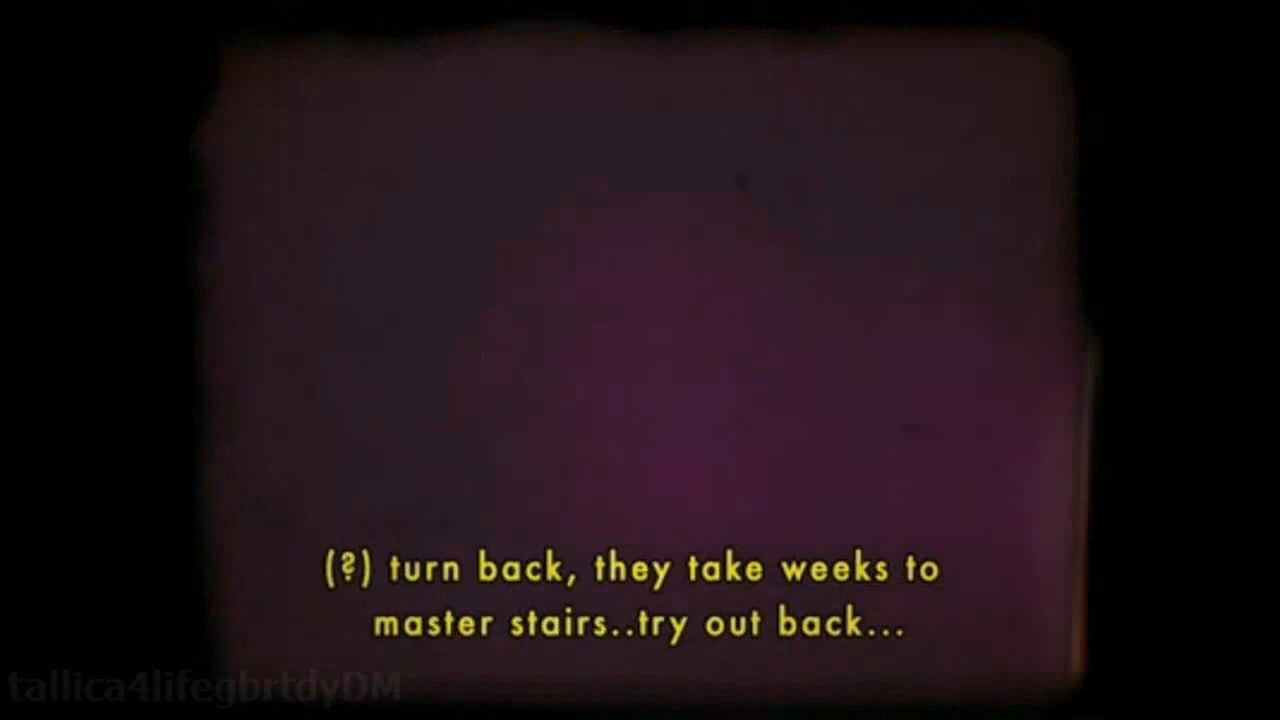 (?) turn back, they take weeks to
master stairs..try out back...
tallica4lifegbrtdyDM